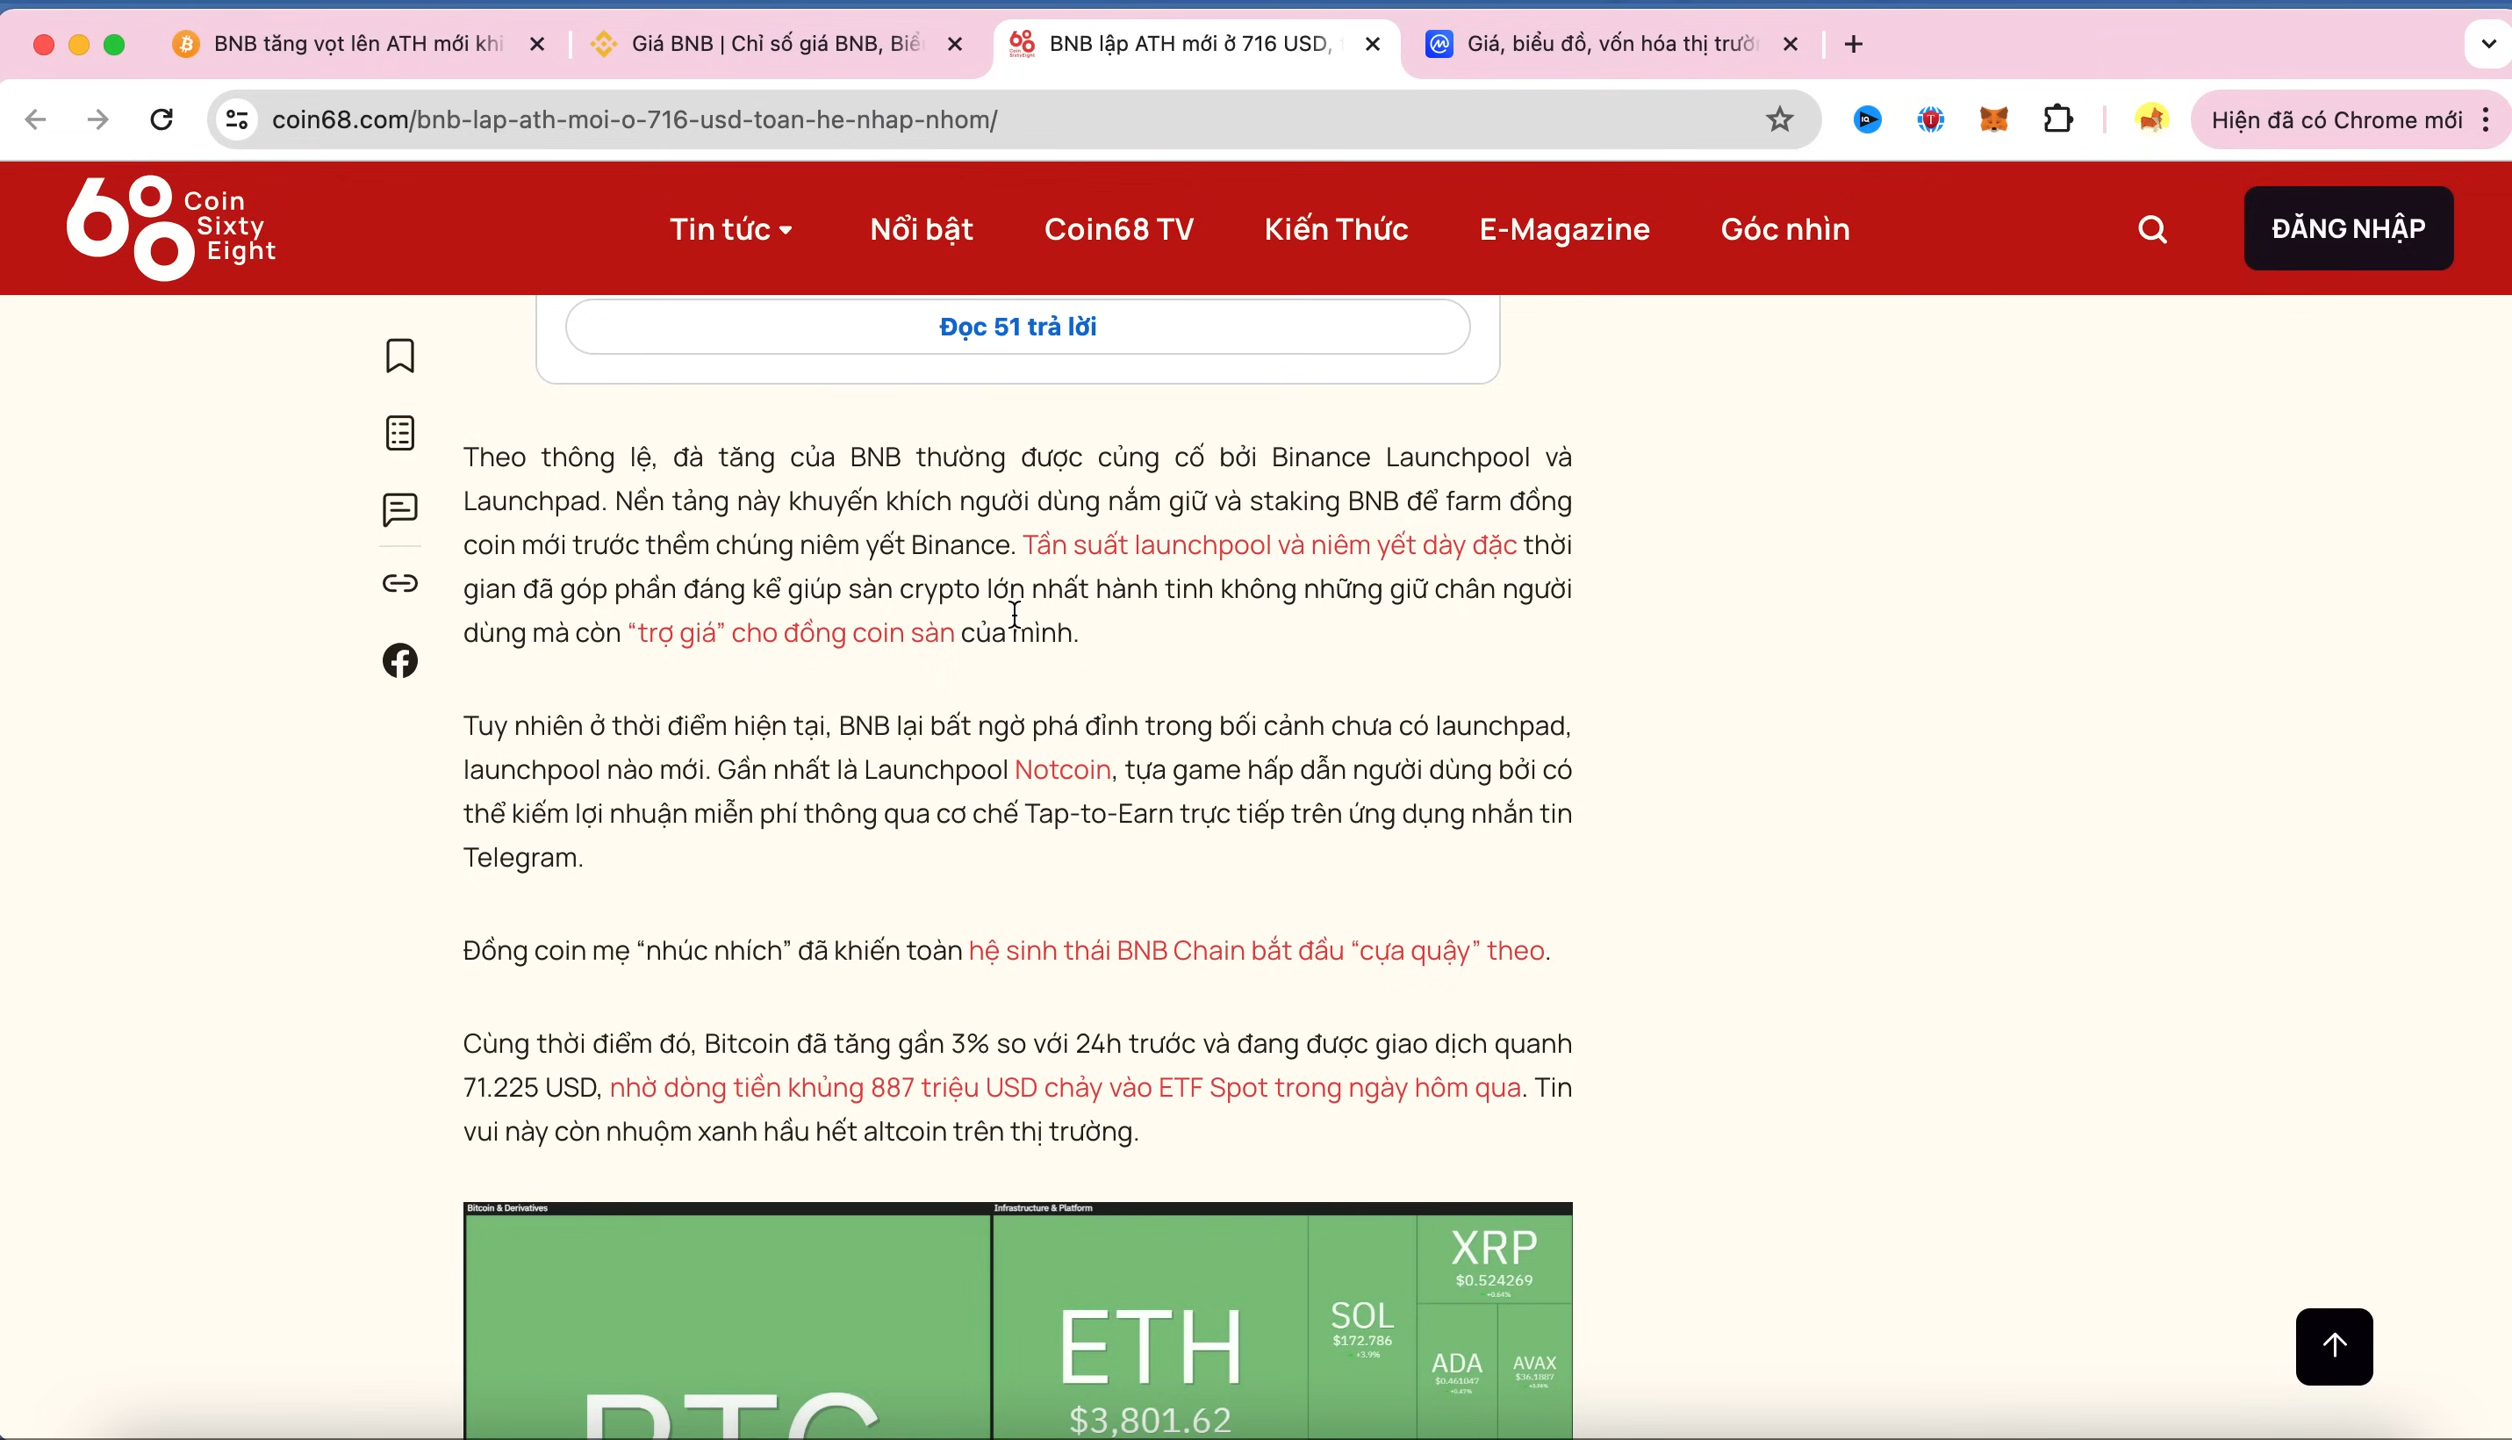 BNB tăng vọt lên ATH mới khi
Giá BNB | Chỉ số giá BNB, Biể
BNB lập ATH mới ở 716 USD,
Giá, biểu đồ, vốn hóa thị trườn
coin68.com/bnb-lap-ath-moi-o-716-usd-toan-he-nhap-nhom/
Hiện đã có Chrome mới
68 Coin Sixty Eight
Tin tức
Nổi bật
Coin68 TV
Kiến Thức
E-Magazine
Góc nhìn
ĐĂNG NHẬP
Đọc 51 trả lời
Theo thông lệ, đà tăng của BNB thường được củng cố bởi Binance Launchpool và
Launchpad. Nền tảng này khuyến khích người dùng nắm giữ và staking BNB để farm đồng
coin mới trước thềm chúng niêm yết Binance. Tần suất launchpool và niêm yết dày đặc thời
gian đã góp phần đáng kể giúp sàn crypto lớn nhất hành tinh không những giữ chân người
dùng mà còn “trợ giá” cho đồng coin sàn của mình.
Tuy nhiên ở thời điểm hiện tại, BNB lại bất ngờ phá đỉnh trong bối cảnh chưa có launchpad,
launchpool nào mới. Gần nhất là Launchpool Notcoin, tựa game hấp dẫn người dùng bởi có
thể kiếm lợi nhuận miễn phí thông qua cơ chế Tap-to-Earn trực tiếp trên ứng dụng nhắn tin
Telegram.
Đồng coin mẹ “nhúc nhích” đã khiến toàn hệ sinh thái BNB Chain bắt đầu “cựa quậy” theo.
Cùng thời điểm đó, Bitcoin đã tăng gần 3% so với 24h trước và đang được giao dịch quanh
71.225 USD, nhờ dòng tiền khủng 887 triệu USD chảy vào ETF Spot trong ngày hôm qua. Tin
vui này còn nhuộm xanh hầu hết altcoin trên thị trường.
Bitcoin & Derivatives
Infrastructure & Platform
BTC
ETH
$3,801.62
SOL
$172.786
+3.9%
XRP
$0.524269
+0.64%
ADA
$0.461047
+0.67%
AVAX
$36.1887